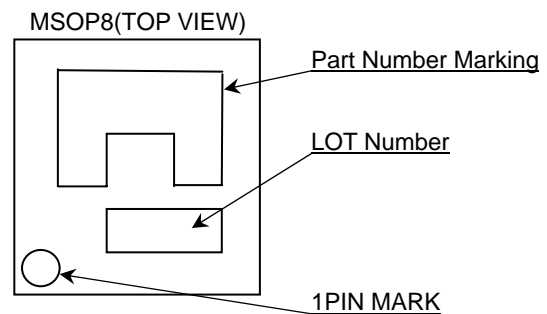 MSOP8(TOP VIEW)
Part Number Marking
LOT Number
1PIN MARK